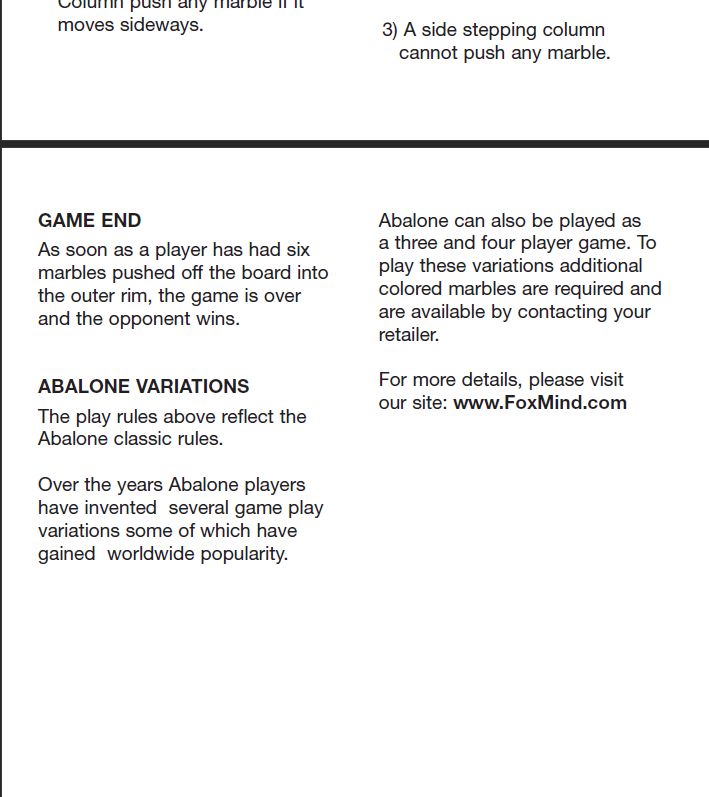 Column push any marble if it
moves sideways.
3) A side stepping column
cannot push any marble.
GAME END
As soon as a player has had six
marbles pushed off the board into
the outer rim, the game is over
and the opponent wins.
ABALONE VARIATIONS
The play rules above reflect the
Abalone classic rules.
Over the years Abalone players
have invented  several game play
variations some of which have
gained  worldwide popularity.
Abalone can also be played as
a three and four player game. To
play these variations additional
colored marbles are required and
are available by contacting your
retailer.
For more details, please visit
our site: www.FoxMind.com